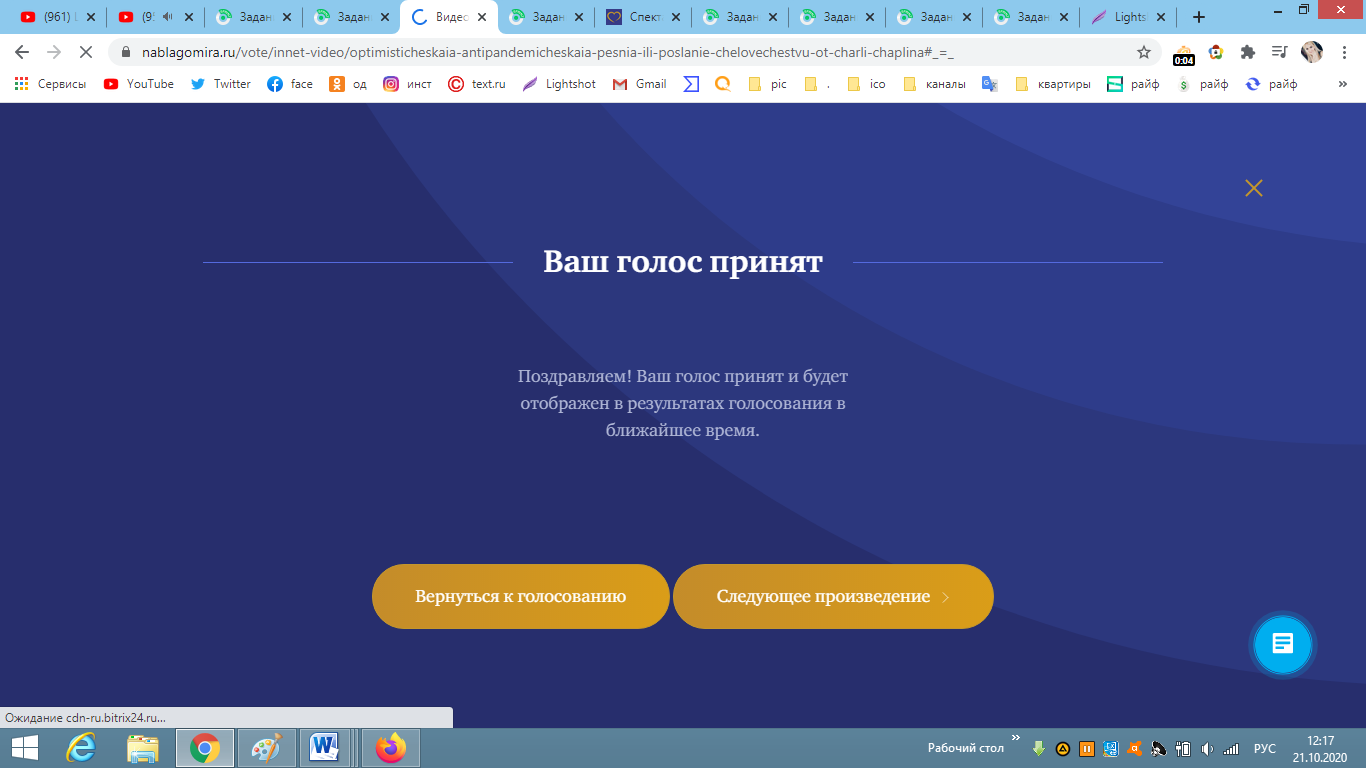 (961) L
(95
Задан
Задан
Видео
Задан
Спект
Задан
Задан
Задан
Задан
Lights
nablagomira.ru/vote/innet-video/optimisticheskaia-antipandemicheskaia-pesnia-ili-poslanie-chelovechestvu-ot-charli-chaplina#_=_
0:04
Сервисы
YouTube
Twitter
face
од
инст
text.ru
Lightshot
Gmail
pic
.
ico
каналы
квартиры
райф
райф
райф
»
Ваш голос принят
Поздравляем! Ваш голос принят и будет
отображен в результатах голосования в
ближайшее время.
Вернуться к голосованию
Следующее произведение
Ожидание cdn-ru.bitrix24.ru...
Рабочий стол
»
РУС
12:17
21.10.2020